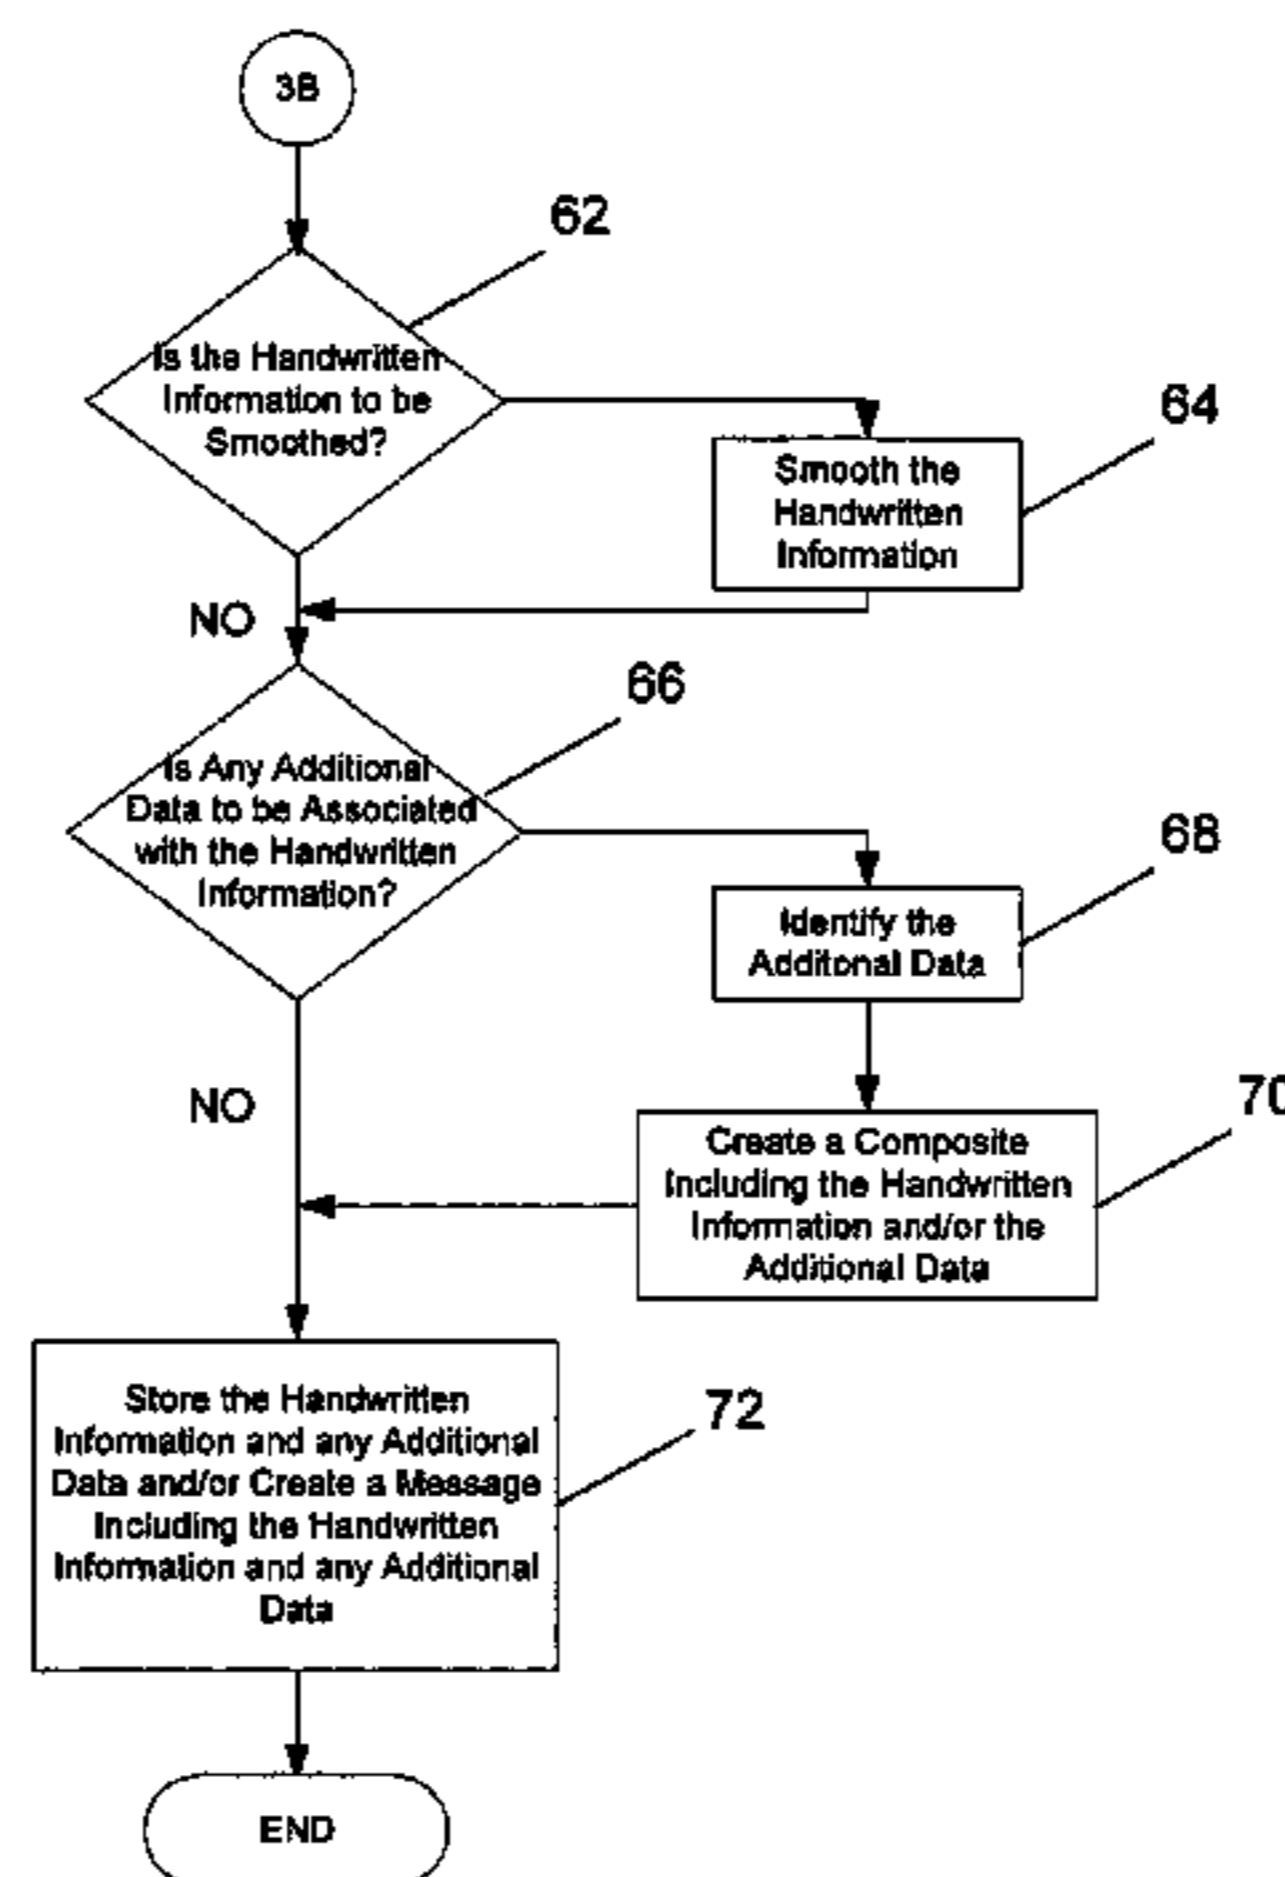 3B
62
Is the Handwritten
Information to be
Smoothed?
64
Smooth the
Handwritten
Information
NO
66
Is Any Additional
Data to be Associated
with the Handwritten
Information?
68
Identify the
Additonal Data
NO
70
Create a Composite
Including the Handwritten
Information and/or the
Additional Data
72
Store the Handwritten
Information and any Additional
Data and/or Create a Message
Including the Handwritten
Information and any Additional
Data
END